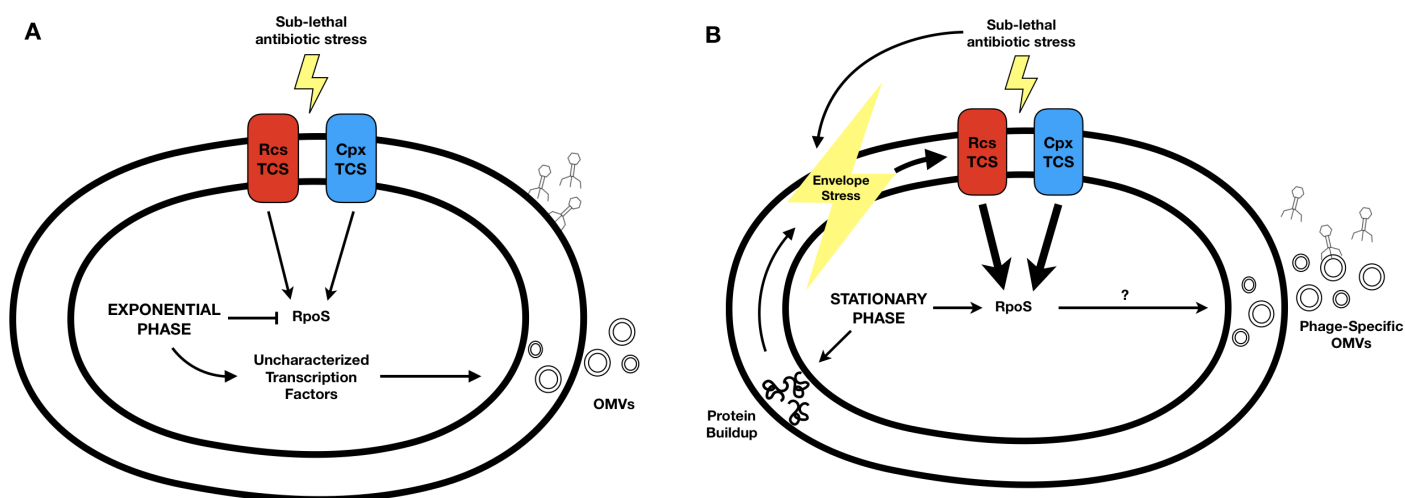 A
Sub-lethal
antibiotic stress
Rcs
TCS
Cpx
TCS
EXPONENTIAL
PHASE
RpoS
Uncharacterized
Transcription
Factors
OMVs
B
Sub-lethal
antibiotic stress
Rcs
TCS
Cpx
TCS
Envelope
Stress
STATIONARY
PHASE
RpoS
?
Phage-Specific
OMVs
Protein
Buildup